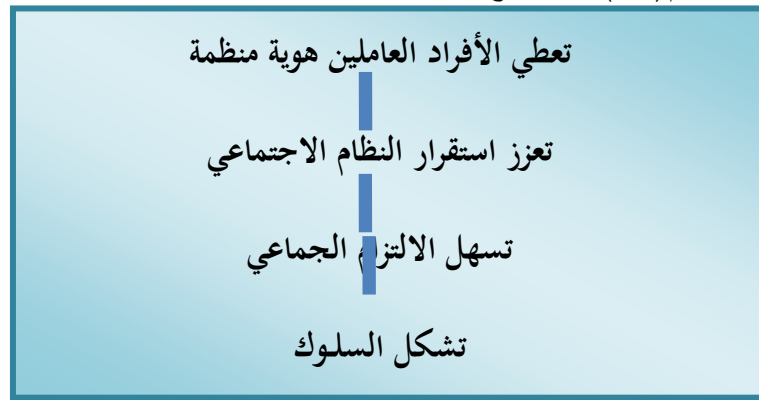 تعطي الأفراد العاملين هوية منظمة
تعزز استقرار النظام الاجتماعي
تسهل الالتزام الجماعي
تشكل السلوك